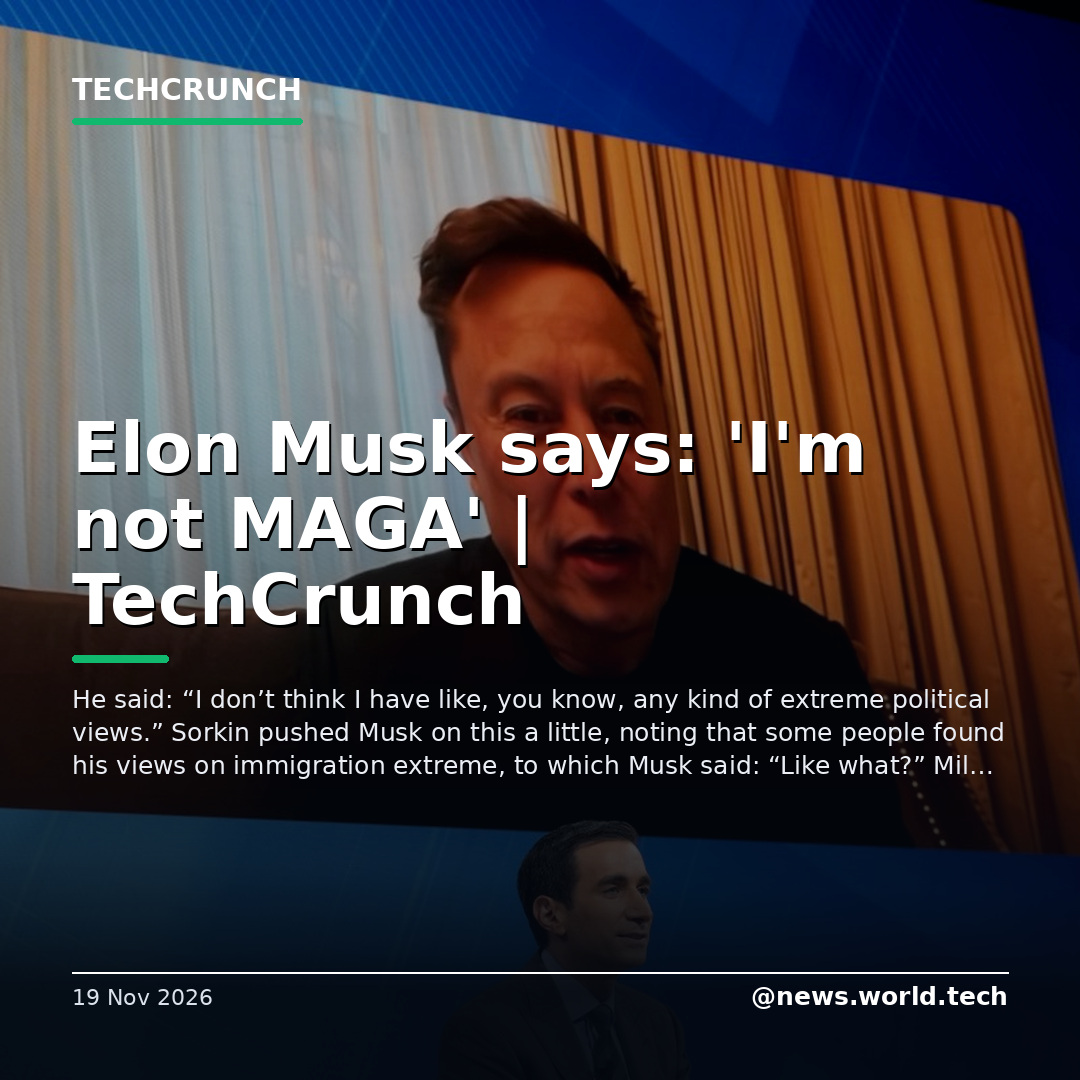 TECHCRUNCH
Elon Musk says: 'I'm
not MAGA' |
TechCrunch
He said: “I don’t think I have like, you know, any kind of extreme political
views.” Sorkin pushed Musk on this a little, noting that some people found
his views on immigration extreme, to which Musk said: “Like what?” Mil...
19 Nov 2026
@news.world.tech